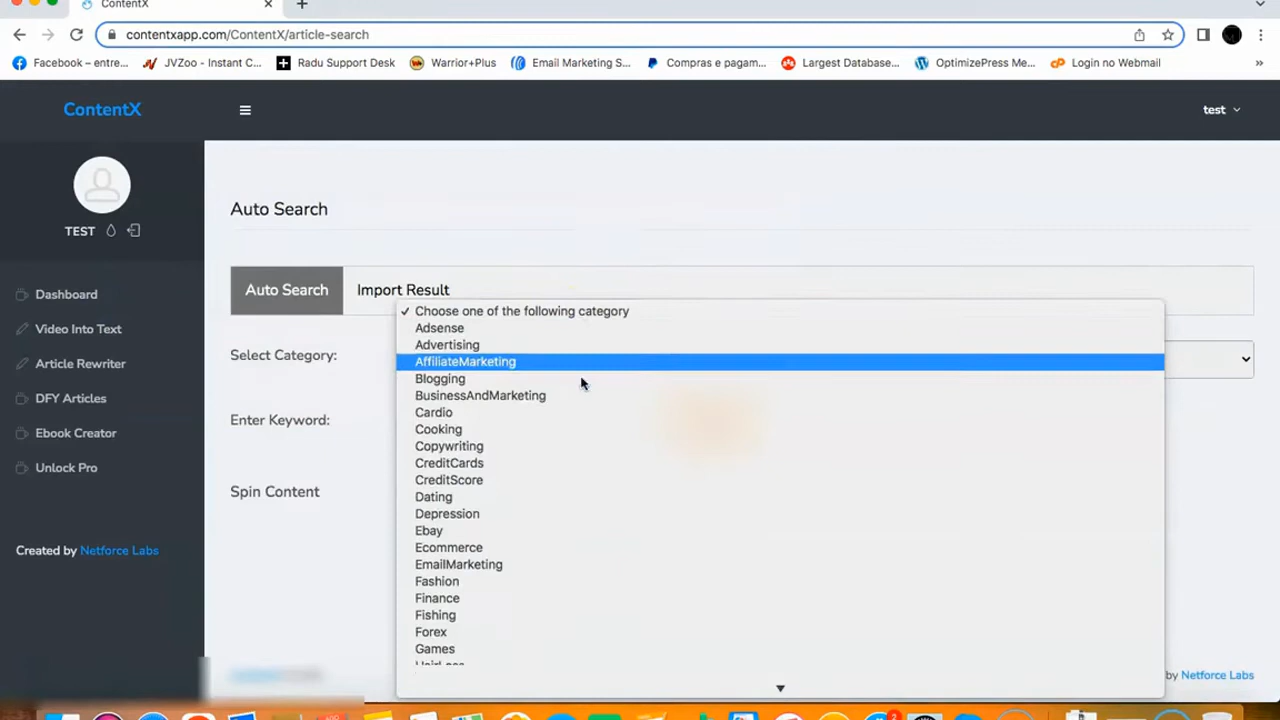 ContentX
contentxapp.com/ContentX/article-search
Facebook – entre...
JVZoo - Instant C...
Radu Support Desk
Warrior+Plus
Email Marketing S...
Compras e pagam...
Largest Database...
OptimizePress Me...
Login no Webmail
»
ContentX
test
TEST
Dashboard
Video Into Text
Article Rewriter
DFY Articles
Ebook Creator
Unlock Pro
Created by Netforce Labs
Auto Search
Auto Search
Import Result
Select Category:
Enter Keyword:
Spin Content
✓ Choose one of the following category
Adsense
Advertising
AffiliateMarketing
Blogging
BusinessAndMarketing
Cardio
Cooking
Copywriting
CreditCards
CreditScore
Dating
Depression
Ebay
Ecommerce
EmailMarketing
Fashion
Finance
Fishing
Forex
Games
by Netforce Labs
2